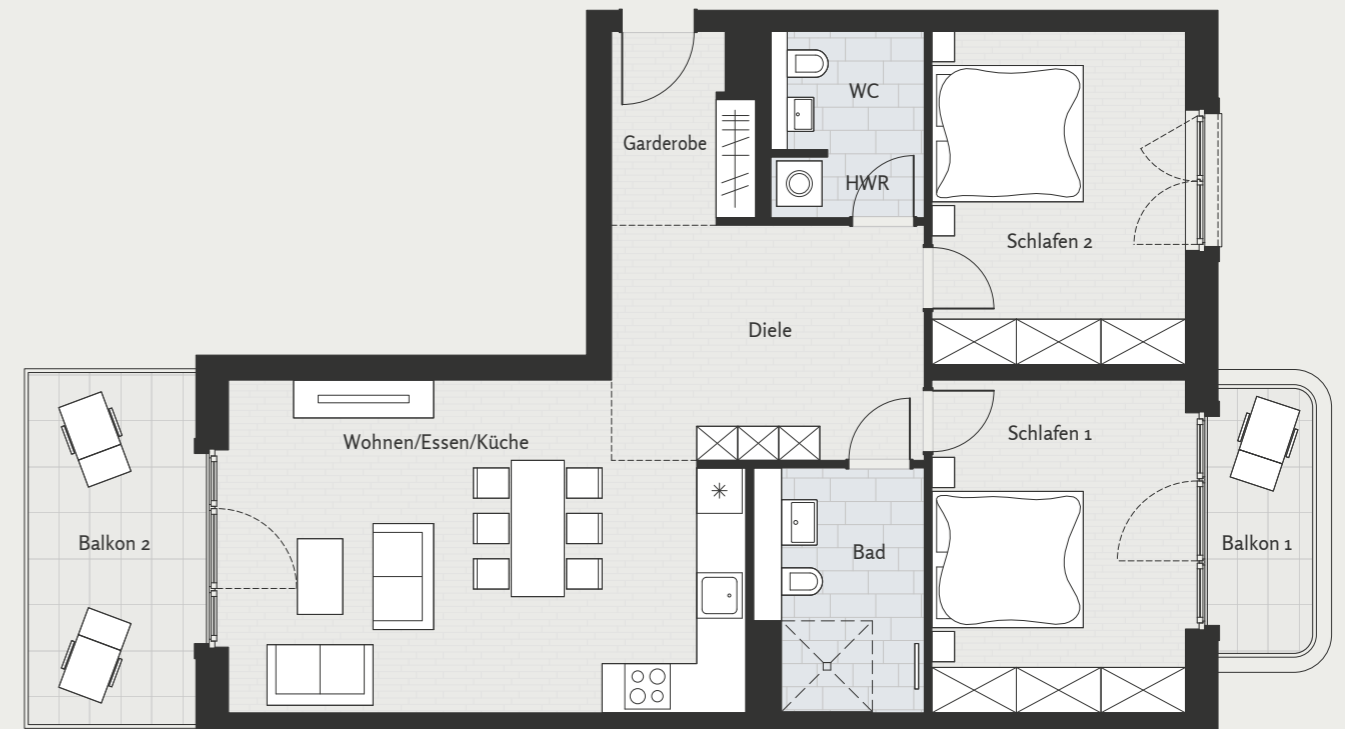 WC
Garderobe
HWR
Schlafen 2
Diele
Wohnen/Essen/Küche
Schlafen 1
Balkon 2
Bad
Balkon 1